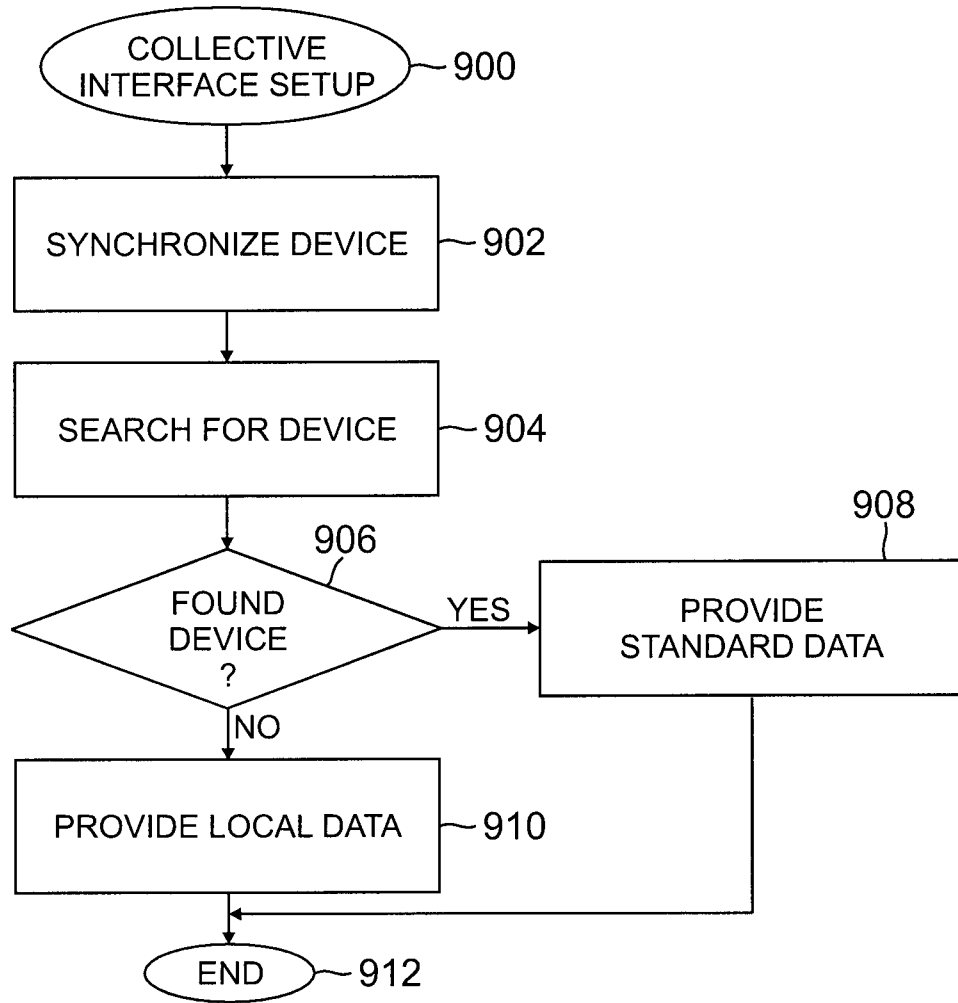 COLLECTIVE
INTERFACE SETUP
900
SYNCHRONIZE DEVICE
902
SEARCH FOR DEVICE
904
906
FOUND
DEVICE
?
YES
908
PROVIDE
STANDARD DATA
NO
PROVIDE LOCAL DATA
910
END
912